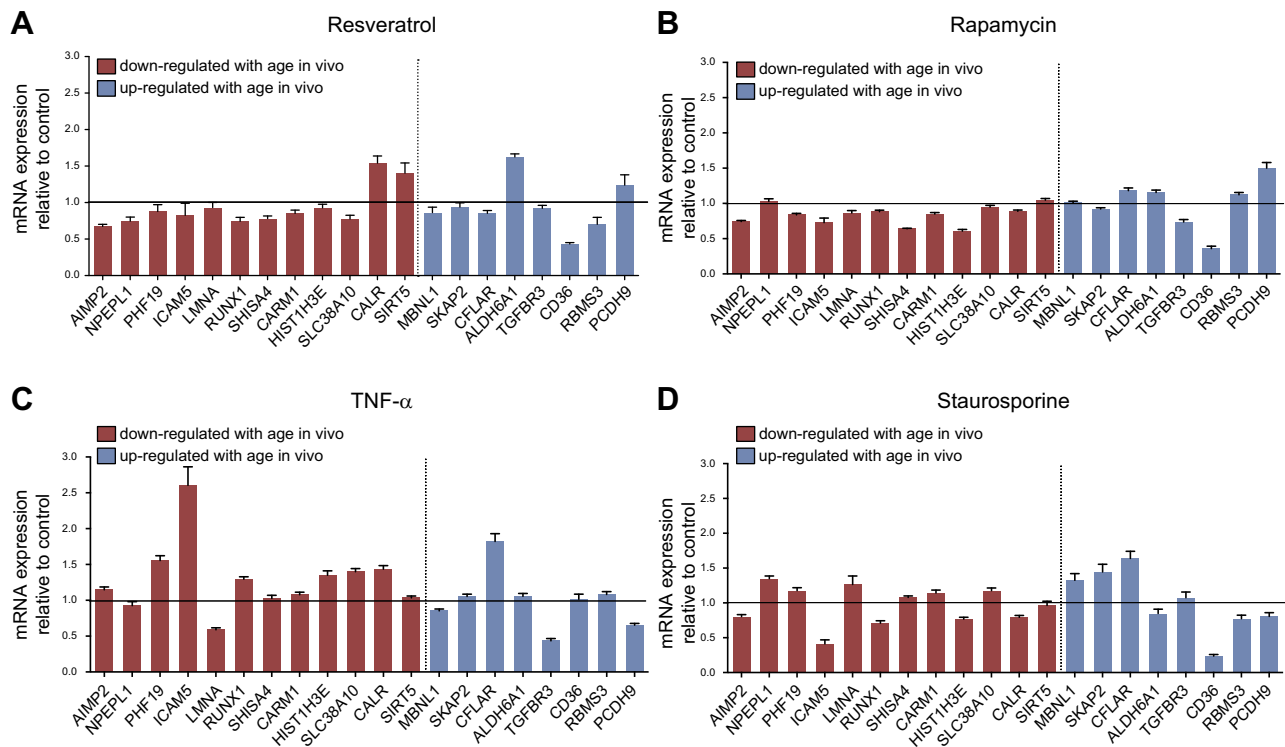 A
Resveratrol
down-regulated with age in vivo
up-regulated with age in vivo
mRNA expression
relative to control
3.0
2.5
2.0
1.5
1.0
0.5
0.0
AIMP2
NPEPL1
PHF19
ICAM5
LMNA
RUNX1
SHISA4
CARM1
HIST1H3E
SLC38A10
CALR
SIRT5
MBNL1
SKAP2
CFLAR
ALDH6A1
TGFBR3
CD36
RBMS3
PCDH9
B
Rapamycin
down-regulated with age in vivo
up-regulated with age in vivo
mRNA expression
relative to control
3.0
2.5
2.0
1.5
1.0
0.5
0.0
AIMP2
NPEPL1
PHF19
ICAM5
LMNA
RUNX1
SHISA4
CARM1
HIST1H3E
SLC38A10
CALR
SIRT5
MBNL1
SKAP2
CFLAR
ALDH6A1
TGFBR3
CD36
RBMS3
PCDH9
C
TNF-α
down-regulated with age in vivo
up-regulated with age in vivo
mRNA expression
relative to control
3.0
2.5
2.0
1.5
1.0
0.5
0.0
AIMP2
NPEPL1
PHF19
ICAM5
LMNA
RUNX1
SHISA4
CARM1
HIST1H3E
SLC38A10
CALR
SIRT5
MBNL1
SKAP2
CFLAR
ALDH6A1
TGFBR3
CD36
RBMS3
PCDH9
D
Staurosporine
down-regulated with age in vivo
up-regulated with age in vivo
mRNA expression
relative to control
3.0
2.5
2.0
1.5
1.0
0.5
0.0
AIMP2
NPEPL1
PHF19
ICAM5
LMNA
RUNX1
SHISA4
CARM1
HIST1H3E
SLC38A10
CALR
SIRT5
MBNL1
SKAP2
CFLAR
ALDH6A1
TGFBR3
CD36
RBMS3
PCDH9